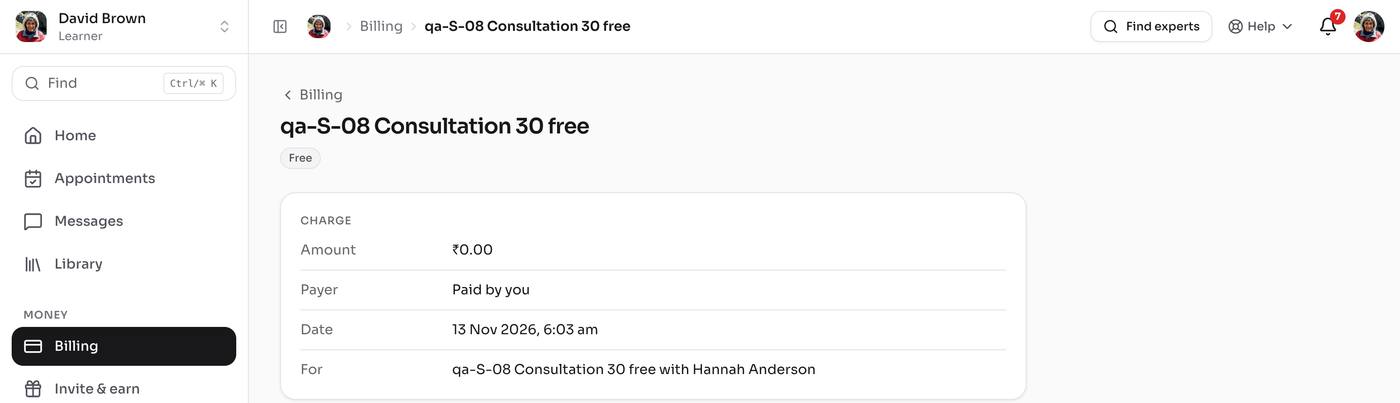 David Brown
Learner
Billing
qa-S-08 Consultation 30 free
Find experts
Help
7
Find
Ctrl/⌘ K
Home
Appointments
Messages
Library
MONEY
Billing
Invite & earn
Billing
qa-S-08 Consultation 30 free
Free
CHARGE
Amount ₹0.00
Payer Paid by you
Date 13 Nov 2026, 6:03 am
For qa-S-08 Consultation 30 free with Hannah Anderson